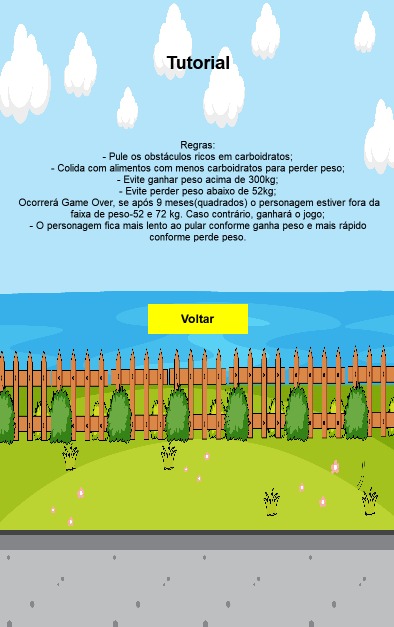 Tutorial
Regras:
- Pule os obstáculos ricos em carboidratos;
- Colida com alimentos com menos carboidratos para perder peso;
- Evite ganhar peso acima de 300kg;
- Evite perder peso abaixo de 52kg;
Ocorrerá Game Over, se após 9 meses(quadrados) o personagem estiver fora da
faixa de peso-52 e 72 kg. Caso contrário, ganhará o jogo;
- O personagem fica mais lento ao pular conforme ganha peso e mais rápido
conforme perde peso.
Voltar